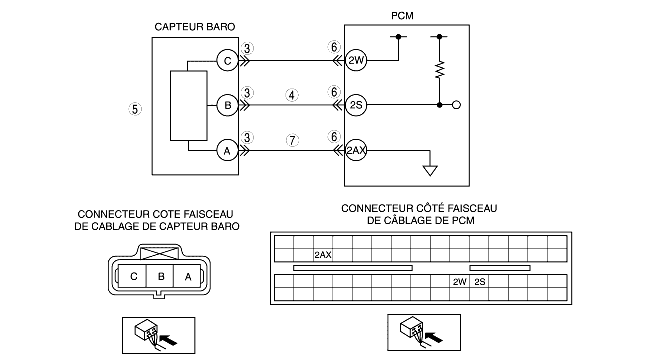 CAPTEUR BARO
PCM
C 3 6 2W
5 B 3 4 6 2S
A 3 7 6 2AX
CONNECTEUR COTE FAISCEAU
DE CABLAGE DE CAPTEUR BARO
CONNECTEUR CÔTÉ FAISCEAU
DE CÂBLAGE DE PCM
C B A
2AX
2W 2S